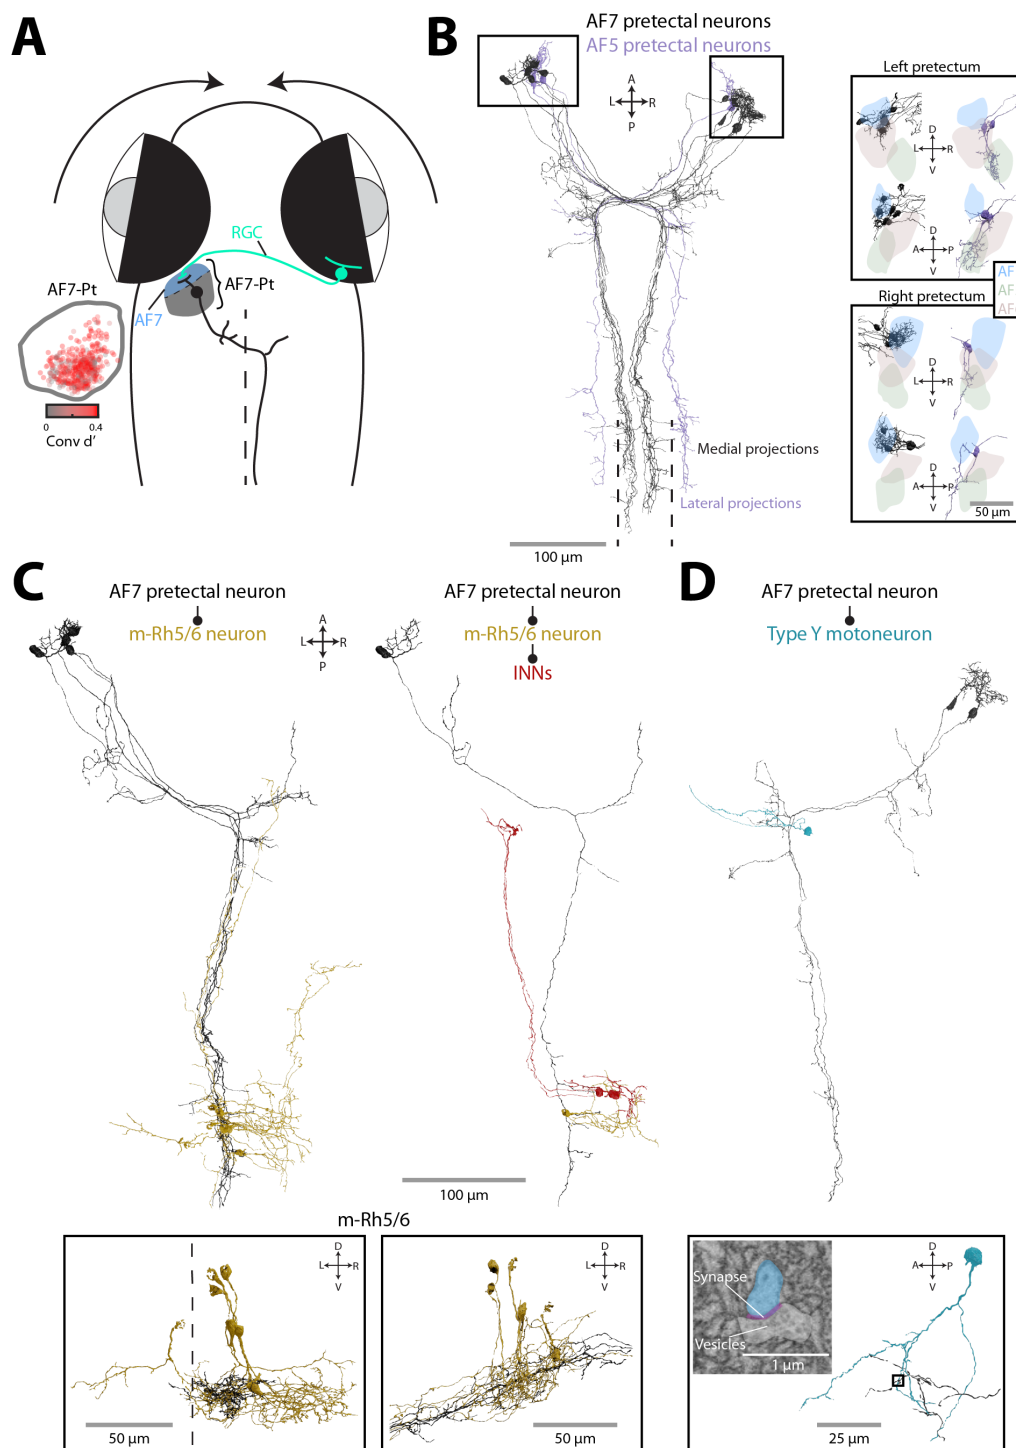 A
RGC
AF7-Pt
AF7
AF7-Pt
0 0.4
Conv d'
B
AF7 pretectal neurons
AF5 pretectal neurons
A
L R
P
Medial projections
Lateral projections
100 µm
Left pretectum
D
L R
V
D
A P
V
AF
AF
AF
Right pretectum
D
L R
V
D
A P
V
50 µm
C
AF7 pretectal neuron
m-Rh5/6 neuron
A
L R
P
AF7 pretectal neuron
m-Rh5/6 neuron
INNs
100 µm
m-Rh5/6
D
L R
V
50 µm
D
L R
V
50 µm
D
AF7 pretectal neuron
Type Y motoneuron
Synapse
Vesicles
1 µm
D
A P
V
25 µm